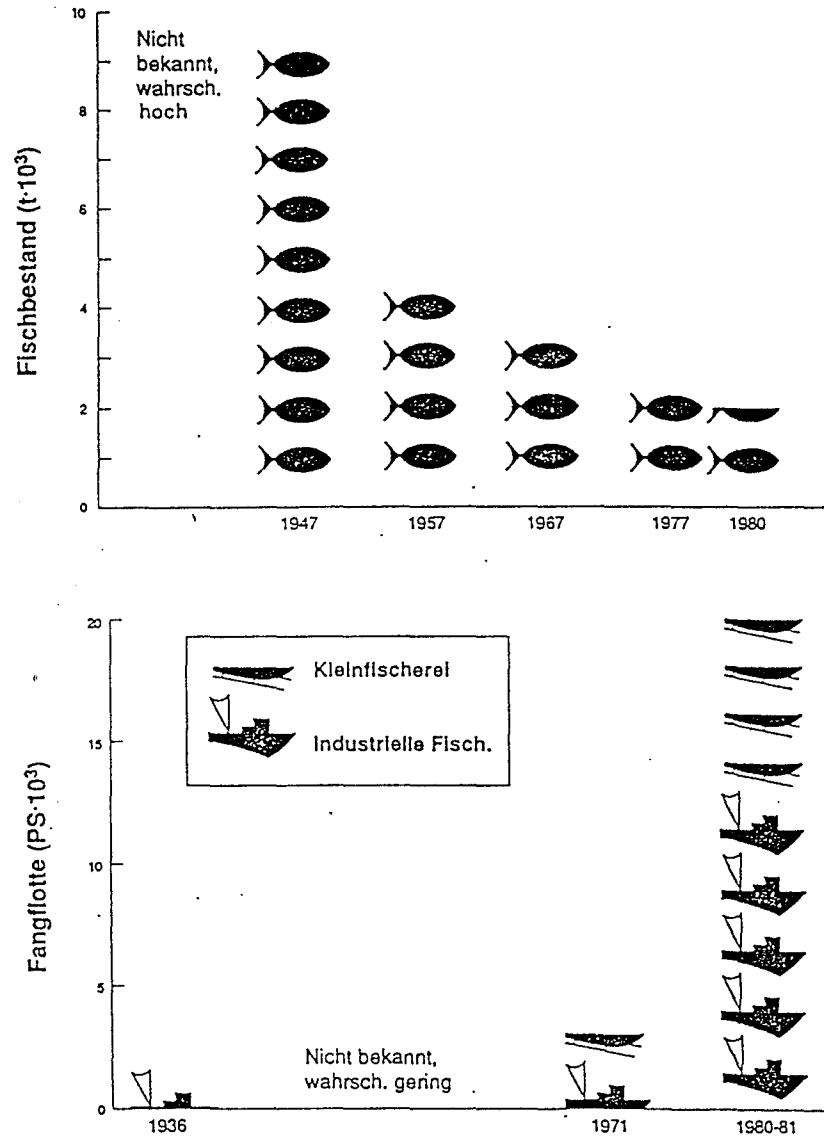 Fischbestand (t·10³)
10
8
6
4
2
0
Nicht
bekannt,
wahrsch.
hoch
1947 1957 1967 1977 1980
Fangflotte (PS·10³)
20
15
10
5
0
Kleinfischerei
Industrielle Fisch.
Nicht bekannt,
wahrsch. gering
1936 1971 1980-81